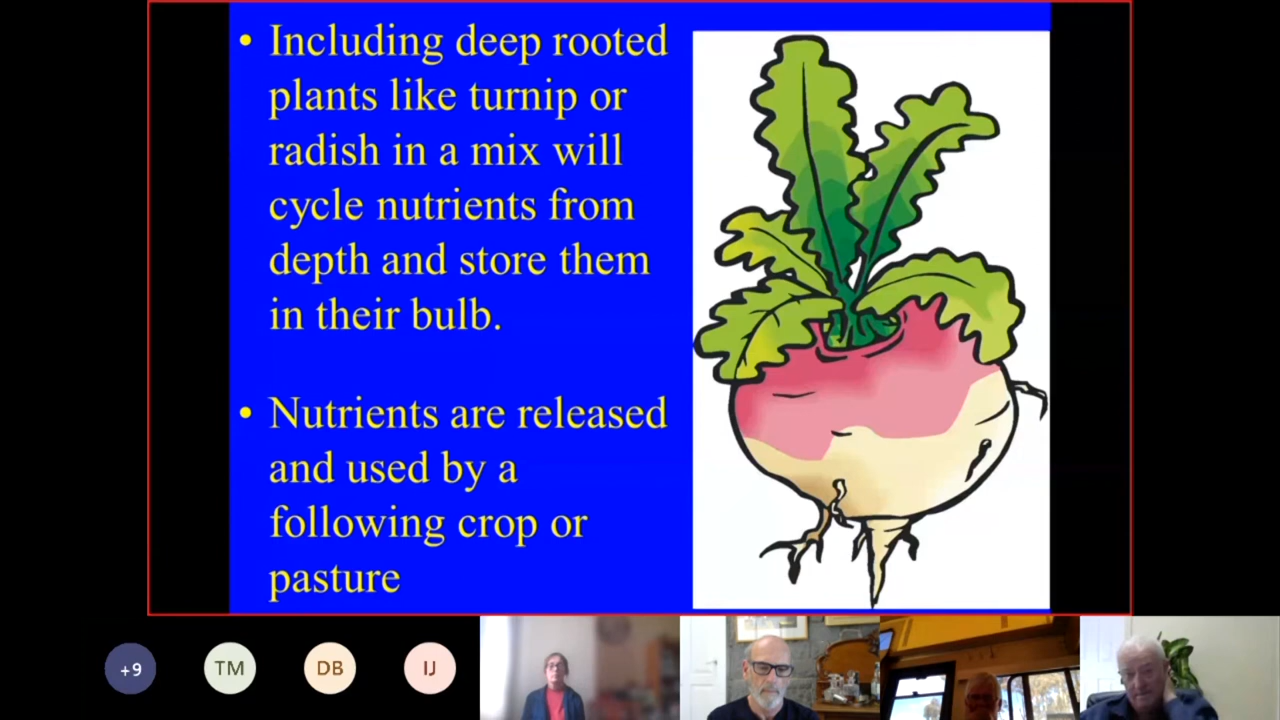 • Including deep rooted
plants like turnip or
radish in a mix will
cycle nutrients from
depth and store them
in their bulb.
• Nutrients are released
and used by a
following crop or
pasture
+9
TM
DB
IJ